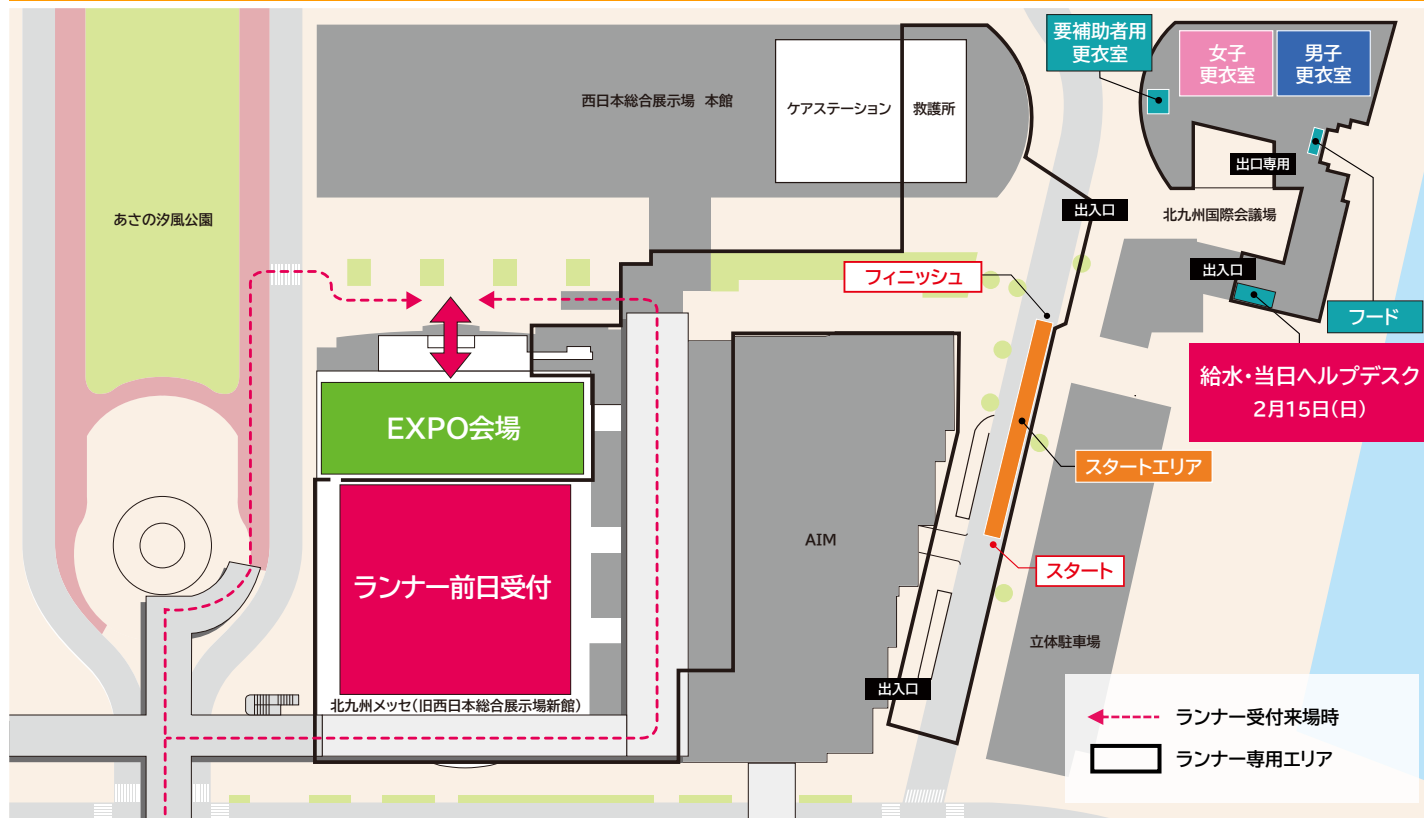 要補助者用
更衣室
女子
更衣室
男子
更衣室
西日本総合展示場 本館
ケアステーション
救護所
出口専用
あさの汐風公園
出入口
北九州国際会議場
フィニッシュ
出入口
フード
給水・当日ヘルプデスク
2月15日(日)
EXPO会場
スタートエリア
AIM
スタート
ランナー前日受付
立体駐車場
出入口
北九州メッセ(旧西日本総合展示場新館)
ランナー受付来場時
ランナー専用エリア